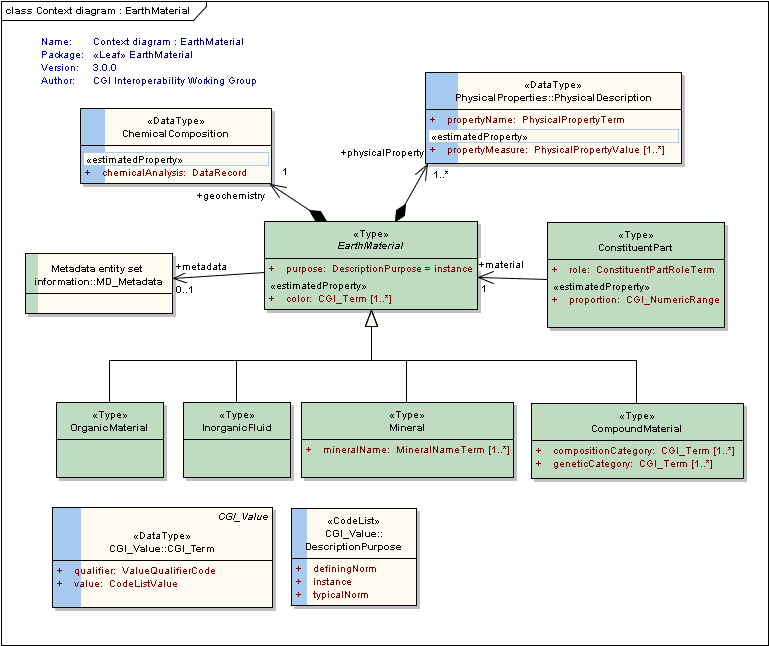 class Context diagram : EarthMaterial
Name: Context diagram : EarthMaterial
Package: «Leaf» EarthMaterial
Version: 3.0.0
Author: CGI Interoperability Working Group
«DataType»
PhysicalProperties::PhysicalDescription
+ propertyName: PhysicalPropertyTerm
«estimatedProperty»
+ propertyMeasure: PhysicalPropertyValue [1..*]
«DataType»
ChemicalComposition
«estimatedProperty»
+ chemicalAnalysis: DataRecord
+physicalProperty
1..*
1
+geochemistry
«Type»
EarthMaterial
+ purpose: DescriptionPurpose = instance
«estimatedProperty»
+ color: CGI_Term [1..*]
«Type»
ConstituentPart
+ role: ConstituentPartRoleTerm
«estimatedProperty»
+ proportion: CGI_NumericRange
Metadata entity set
information::MD_Metadata
+metadata
0..1
+material
1
«Type»
OrganicMaterial
«Type»
InorganicFluid
«Type»
Mineral
+ mineralName: MineralNameTerm [1..*]
«Type»
CompoundMaterial
+ compositionCategory: CGI_Term [1..*]
+ geneticCategory: CGI_Term [1..*]
CGI_Value
«DataType»
CGI_Value::CGI_Term
+ qualifier: ValueQualifierCode
+ value: CodeListValue
«CodeList»
CGI_Value::
DescriptionPurpose
+ definingNorm
+ instance
+ typicalNorm